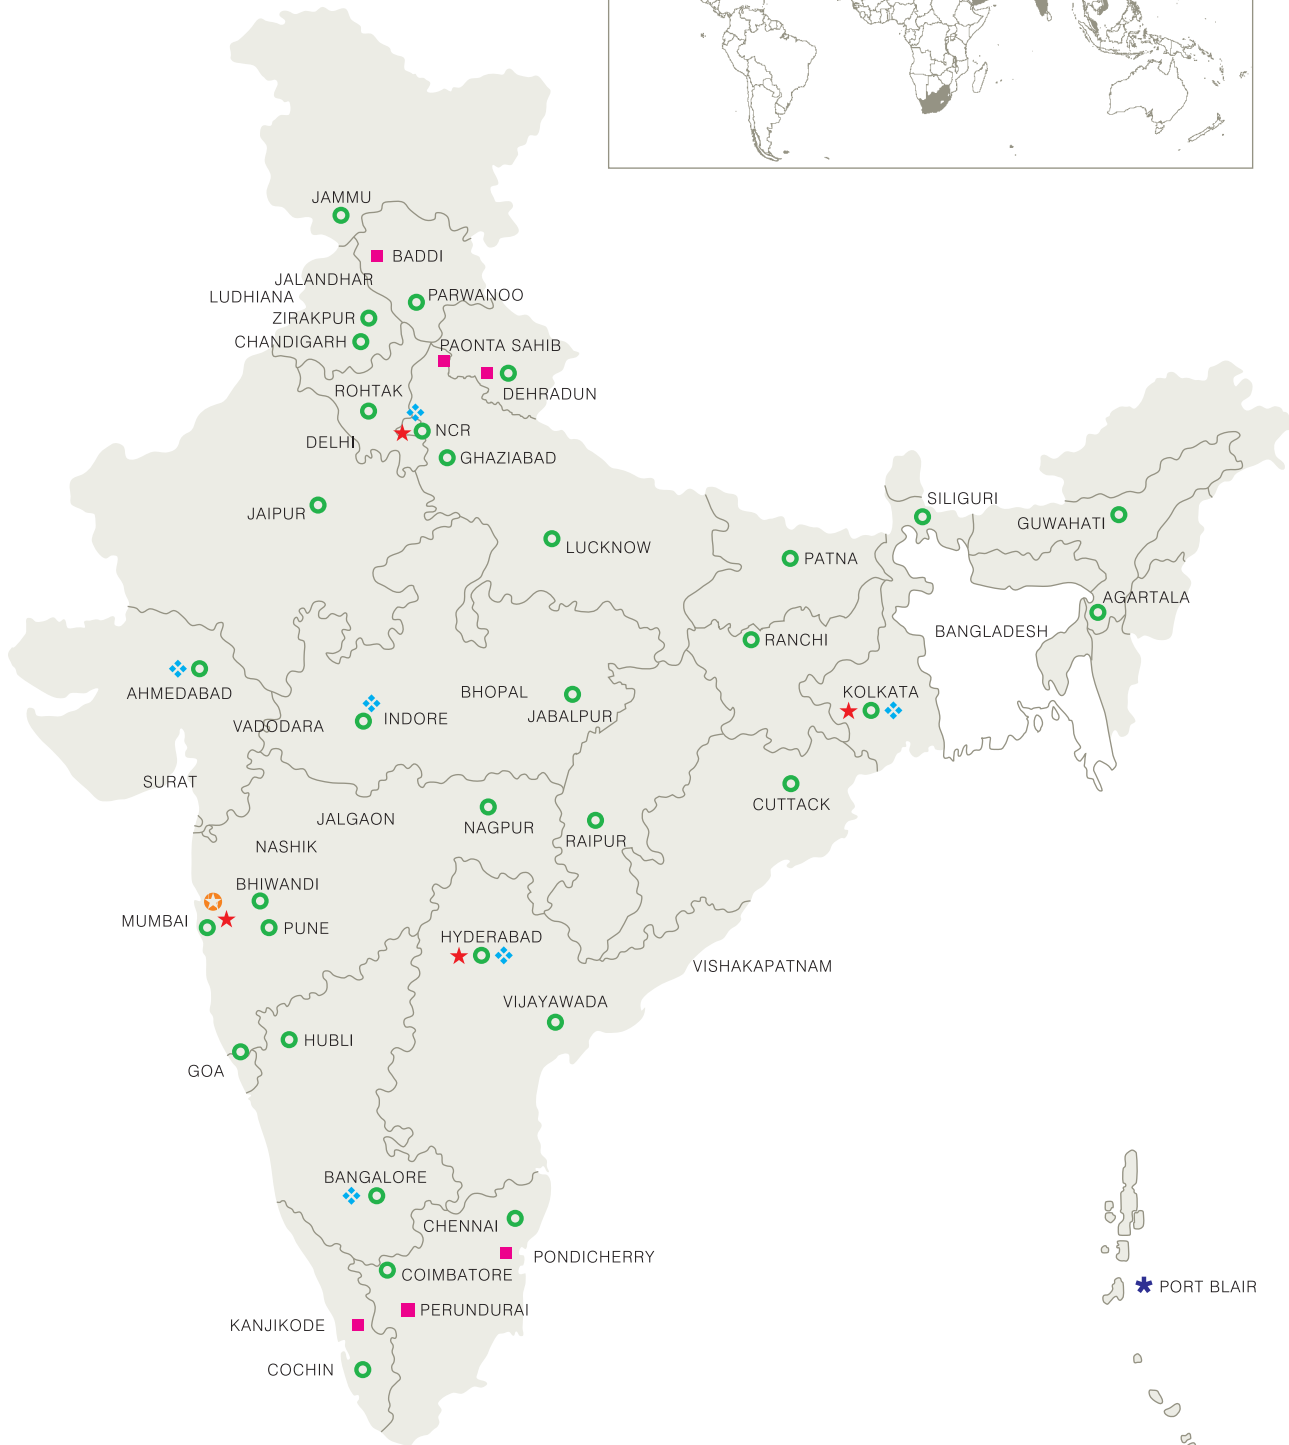 JAMMU
BADDI
JALANDHAR
LUDHIANA
PARWANOO
ZIRAKPUR
CHANDIGARH
PAONTA SAHIB
ROHTAK
DEHRADUN
NCR
DELHI
GHAZIABAD
SILIGURI
JAIPUR
GUWAHATI
LUCKNOW
PATNA
AGARTALA
BANGLADESH
RANCHI
AHMEDABAD
BHOPAL
KOLKATA
JABALPUR
INDORE
VADODARA
SURAT
CUTTACK
JALGAON
NAGPUR
RAIPUR
NASHIK
BHIWANDI
MUMBAI
PUNE
HYDERABAD
VISHAKAPATNAM
VIJAYAWADA
HUBLI
GOA
BANGALORE
CHENNAI
PONDICHERRY
COIMBATORE
PORT BLAIR
PERUNDURAI
KANJIKODE
COCHIN